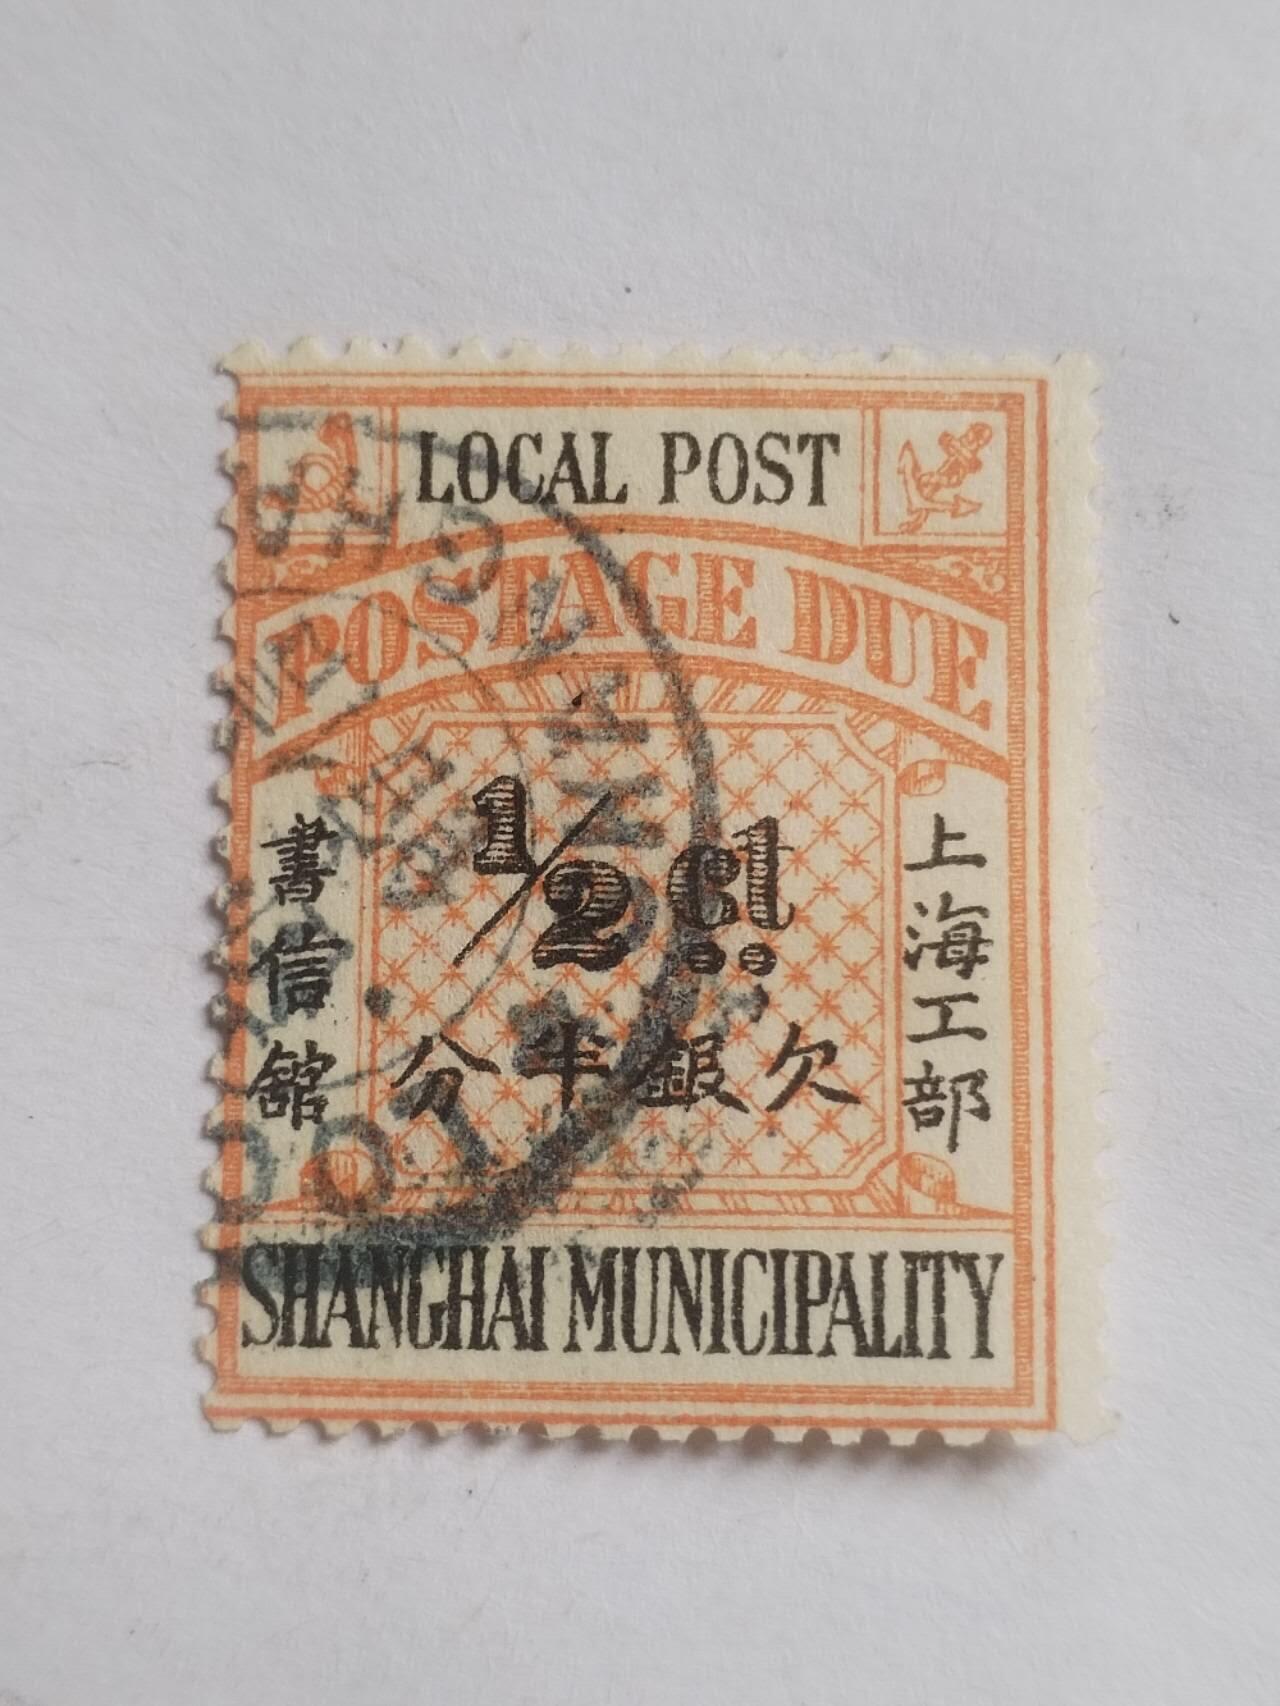 LOCAL POST
POSTAGE DUE
1/2 ct
上海工部
書信館
欠銀半分
SHANGHAI MUNICIPALITY